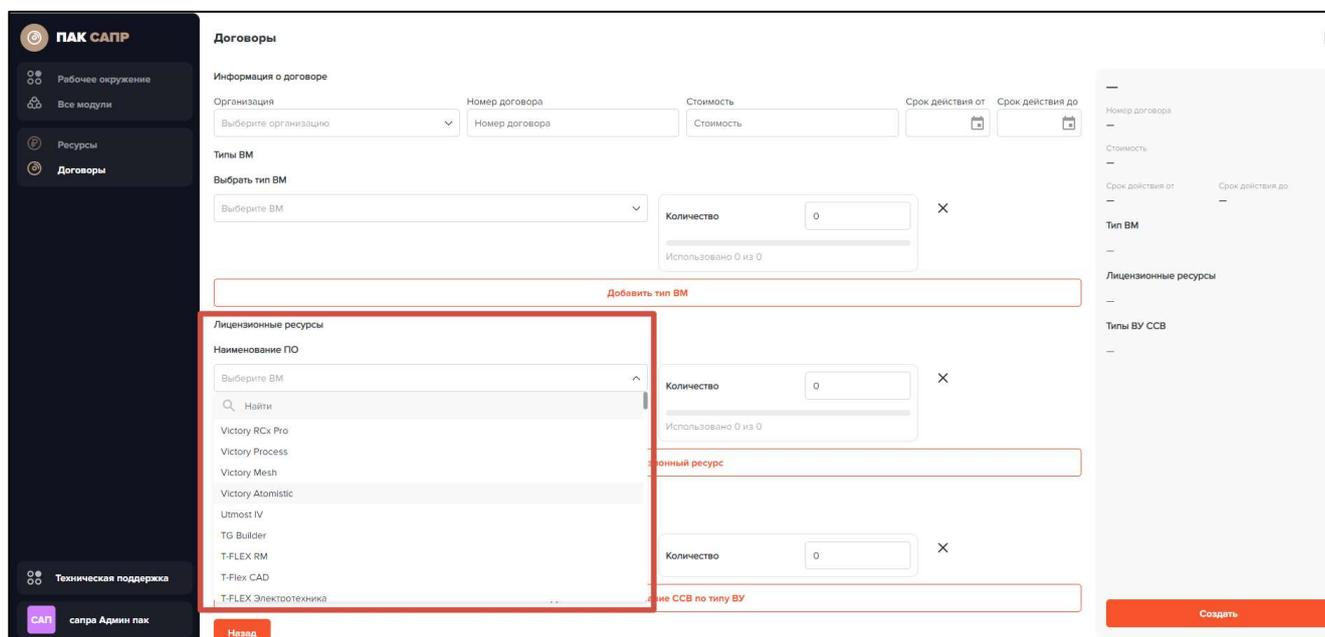 ПАК САПР
Рабочее окружение
Все модули
Ресурсы
Договоры
Техническая поддержка
САП сапра Админ пак
Договоры
Информация о договоре
Организация Номер договора Стоимость Срок действия от Срок действия до
Выберите организацию Номер договора Стоимость
Типы ВМ
Выбрать тип ВМ
Выберите ВМ
Количество 0
Использовано 0 из 0
Добавить тип ВМ
Лицензионные ресурсы
Наименование ПО
Выберите ВМ
Количество 0
Использовано 0 из 0
Найти
Victory RCx Pro
Victory Process
Victory Mesh
Victory Atomistic
Utmost IV
TG Builder
T-FLEX RM
T-Flex CAD
T-FLEX Электротехника
ресурс
Количество 0
ССВ по типу ВУ
Назад
—
Номер договора
—
Стоимость
—
Срок действия от Срок действия до
— —
Тип ВМ
—
Лицензионные ресурсы
—
Типы ВУ ССВ
—
Создать